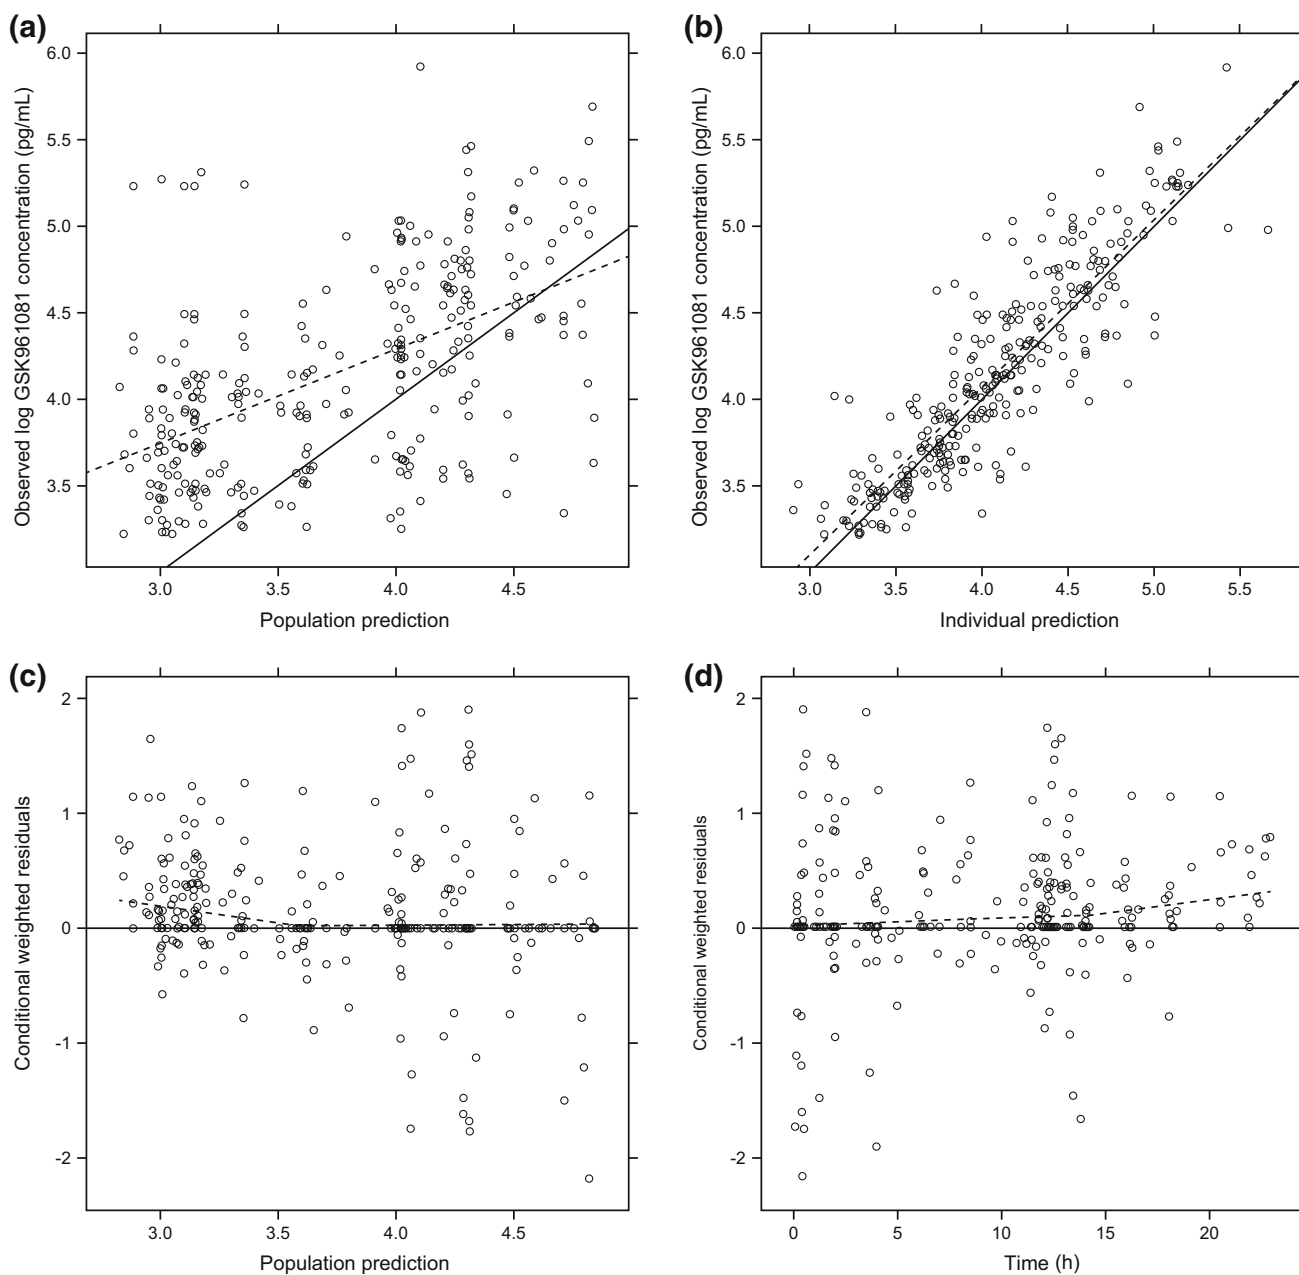 (a)
6.0
5.5
5.0
4.5
4.0
3.5
Observed log GSK961081 concentration (pg/mL)
3.0 3.5 4.0 4.5
Population prediction
(b)
6.0
5.5
5.0
4.5
4.0
3.5
Observed log GSK961081 concentration (pg/mL)
3.0 3.5 4.0 4.5 5.0 5.5
Individual prediction
(c)
2
1
0
-1
-2
Conditional weighted residuals
3.0 3.5 4.0 4.5
Population prediction
(d)
2
1
0
-1
-2
Conditional weighted residuals
0 5 10 15 20
Time (h)